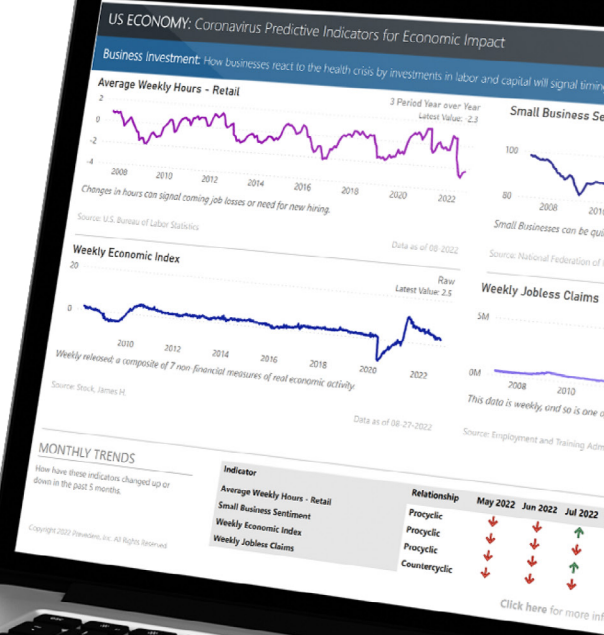 US ECONOMY: Coronavirus Predictive Indicators for Economic Impact
Business Investment: How businesses react to the health crisis by investments in labor and capital will signal timing
Average Weekly Hours - Retail
3 Period Year over Year
Latest Value: -2.3
2
0
-2
-4
2008 2010 2012 2014 2016 2018 2020 2022
Changes in hours can signal coming job losses or need for new hiring.
Source: U.S. Bureau of Labor Statistics
Data as of 08-2022
Small Business Se
100
80
2008 2010
Small Businesses can be qui
Source: National Federation of
Weekly Economic Index
Raw
Latest Value: 2.5
20
0
2010 2012 2014 2016 2018 2020 2022
Weekly released; a composite of 7 non-financial measures of real economic activity
Source: Stock, James H.
Data as of 08-27-2022
Weekly Jobless Claims
5M
0M
2008 2010
This data is weekly, and so is one
Source: Employment and Training Adm
MONTHLY TRENDS
How have these indicators changed up or
down in the past 5 months.
Copyright 2022 Prevedere, Inc. All Rights Reserved
Indicator Relationship May 2022 Jun 2022 Jul 2022
Average Weekly Hours - Retail Procyclic
Small Business Sentiment Procyclic
Weekly Economic Index Procyclic
Weekly Jobless Claims Countercyclic
Click here for more inf